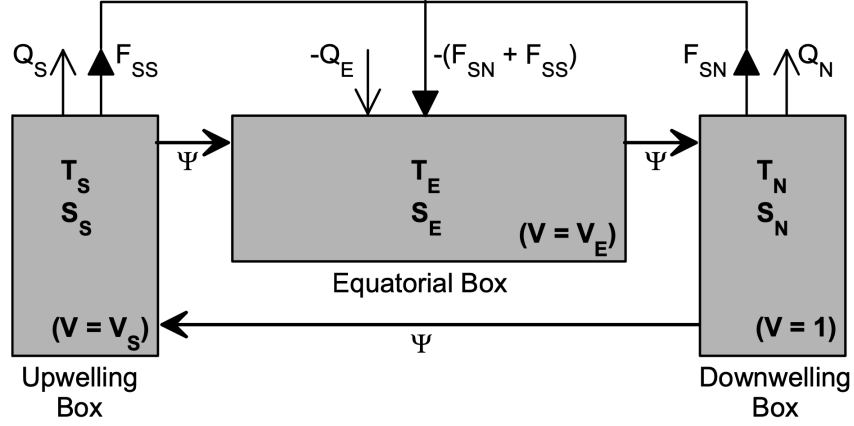 Q_S
F_SS
-Q_E
-(F_SN + F_SS)
F_SN
Q_N
Ψ
Ψ
T_S
S_S
T_E
S_E
T_N
S_N
(V = V_E)
Equatorial Box
(V = V_S)
(V = 1)
Ψ
Upwelling
Box
Downwelling
Box